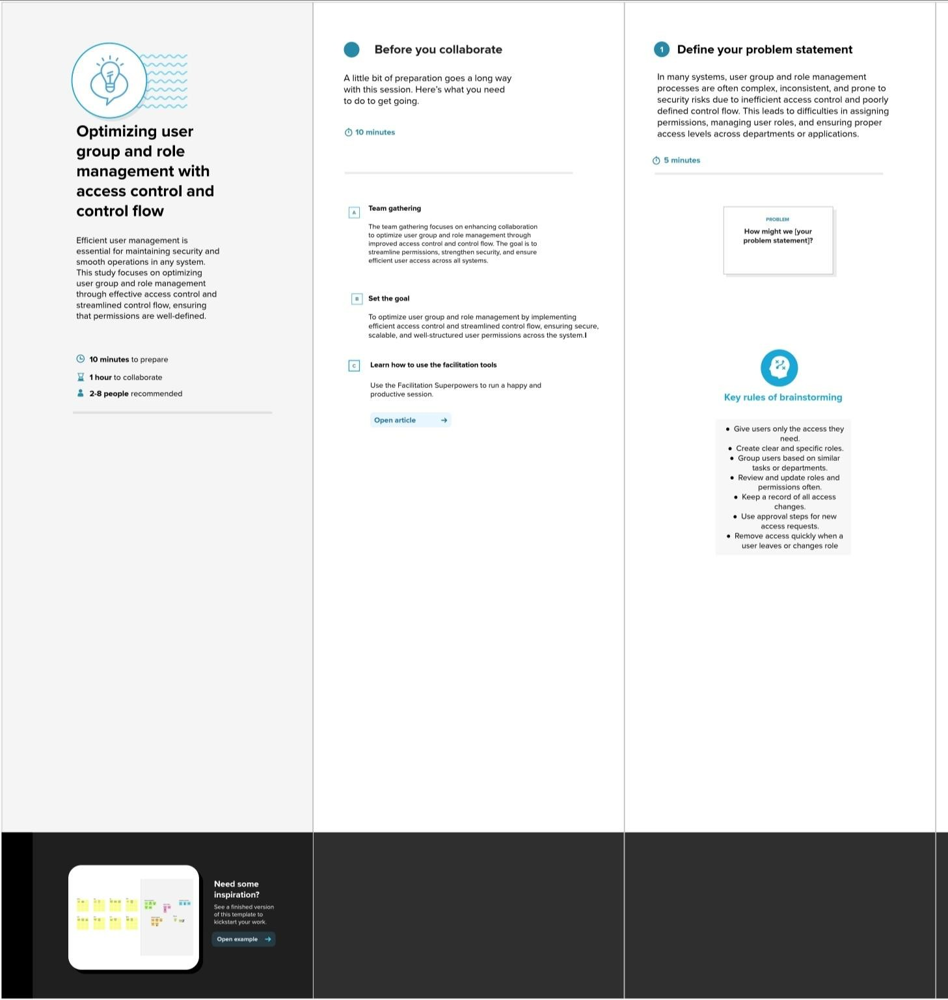 Optimizing user
group and role
management with
access control and
control flow
Efficient user management is
essential for maintaining security and
smooth operations in any system.
This study focuses on optimizing
user group and role management
through effective access control and
streamlined control flow, ensuring
that permissions are well-defined.
10 minutes to prepare
1 hour to collaborate
2-8 people recommended
Before you collaborate
A little bit of preparation goes a long way
with this session. Here's what you need
to do to get going.
10 minutes
A
Team gathering
The team gathering focuses on enhancing collaboration
to optimize user group and role management through
improved access control and control flow. The goal is to
streamline permissions, strengthen security, and ensure
efficient user access across all systems.
B
Set the goal
To optimize user group and role management by implementing
efficient access control and streamlined control flow, ensuring secure,
scalable, and well-structured user permissions across the system.l
C
Learn how to use the facilitation tools
Use the Facilitation Superpowers to run a happy and
productive session.
Open article →
1
Define your problem statement
In many systems, user group and role management
processes are often complex, inconsistent, and prone to
security risks due to inefficient access control and poorly
defined control flow. This leads to difficulties in assigning
permissions, managing user roles, and ensuring proper
access levels across departments or applications.
5 minutes
PROBLEM
How might we [your
problem statement]?
Key rules of brainstorming
• Give users only the access they
need.
• Create clear and specific roles.
• Group users based on similar
tasks or departments.
• Review and update roles and
permissions often.
• Keep a record of all access
changes.
• Use approval steps for new
access requests.
• Remove access quickly when a
user leaves or changes role
Need some
inspiration?
See a finished version
of this template to
kickstart your work.
Open example →